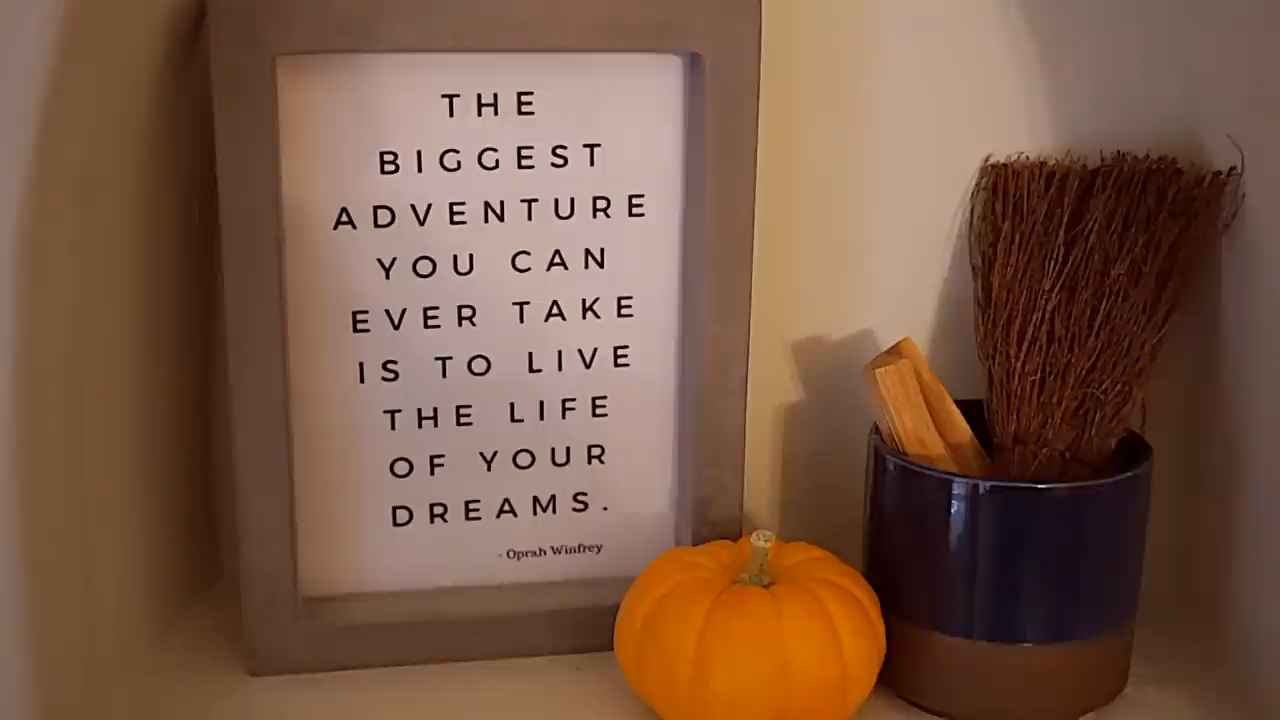 THE
BIGGEST
ADVENTURE
YOU CAN
EVER TAKE
IS TO LIVE
THE LIFE
OF YOUR
DREAMS.
- Oprah Winfrey